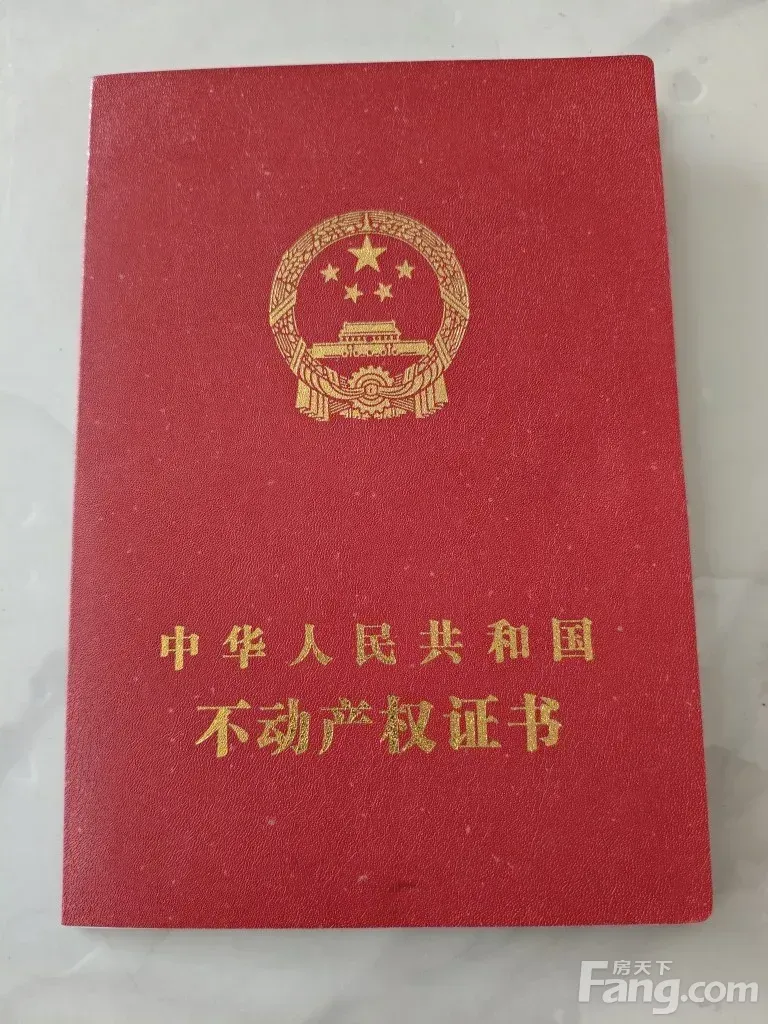 中华人民共和国
不动产权证书
房天下
Fang.com